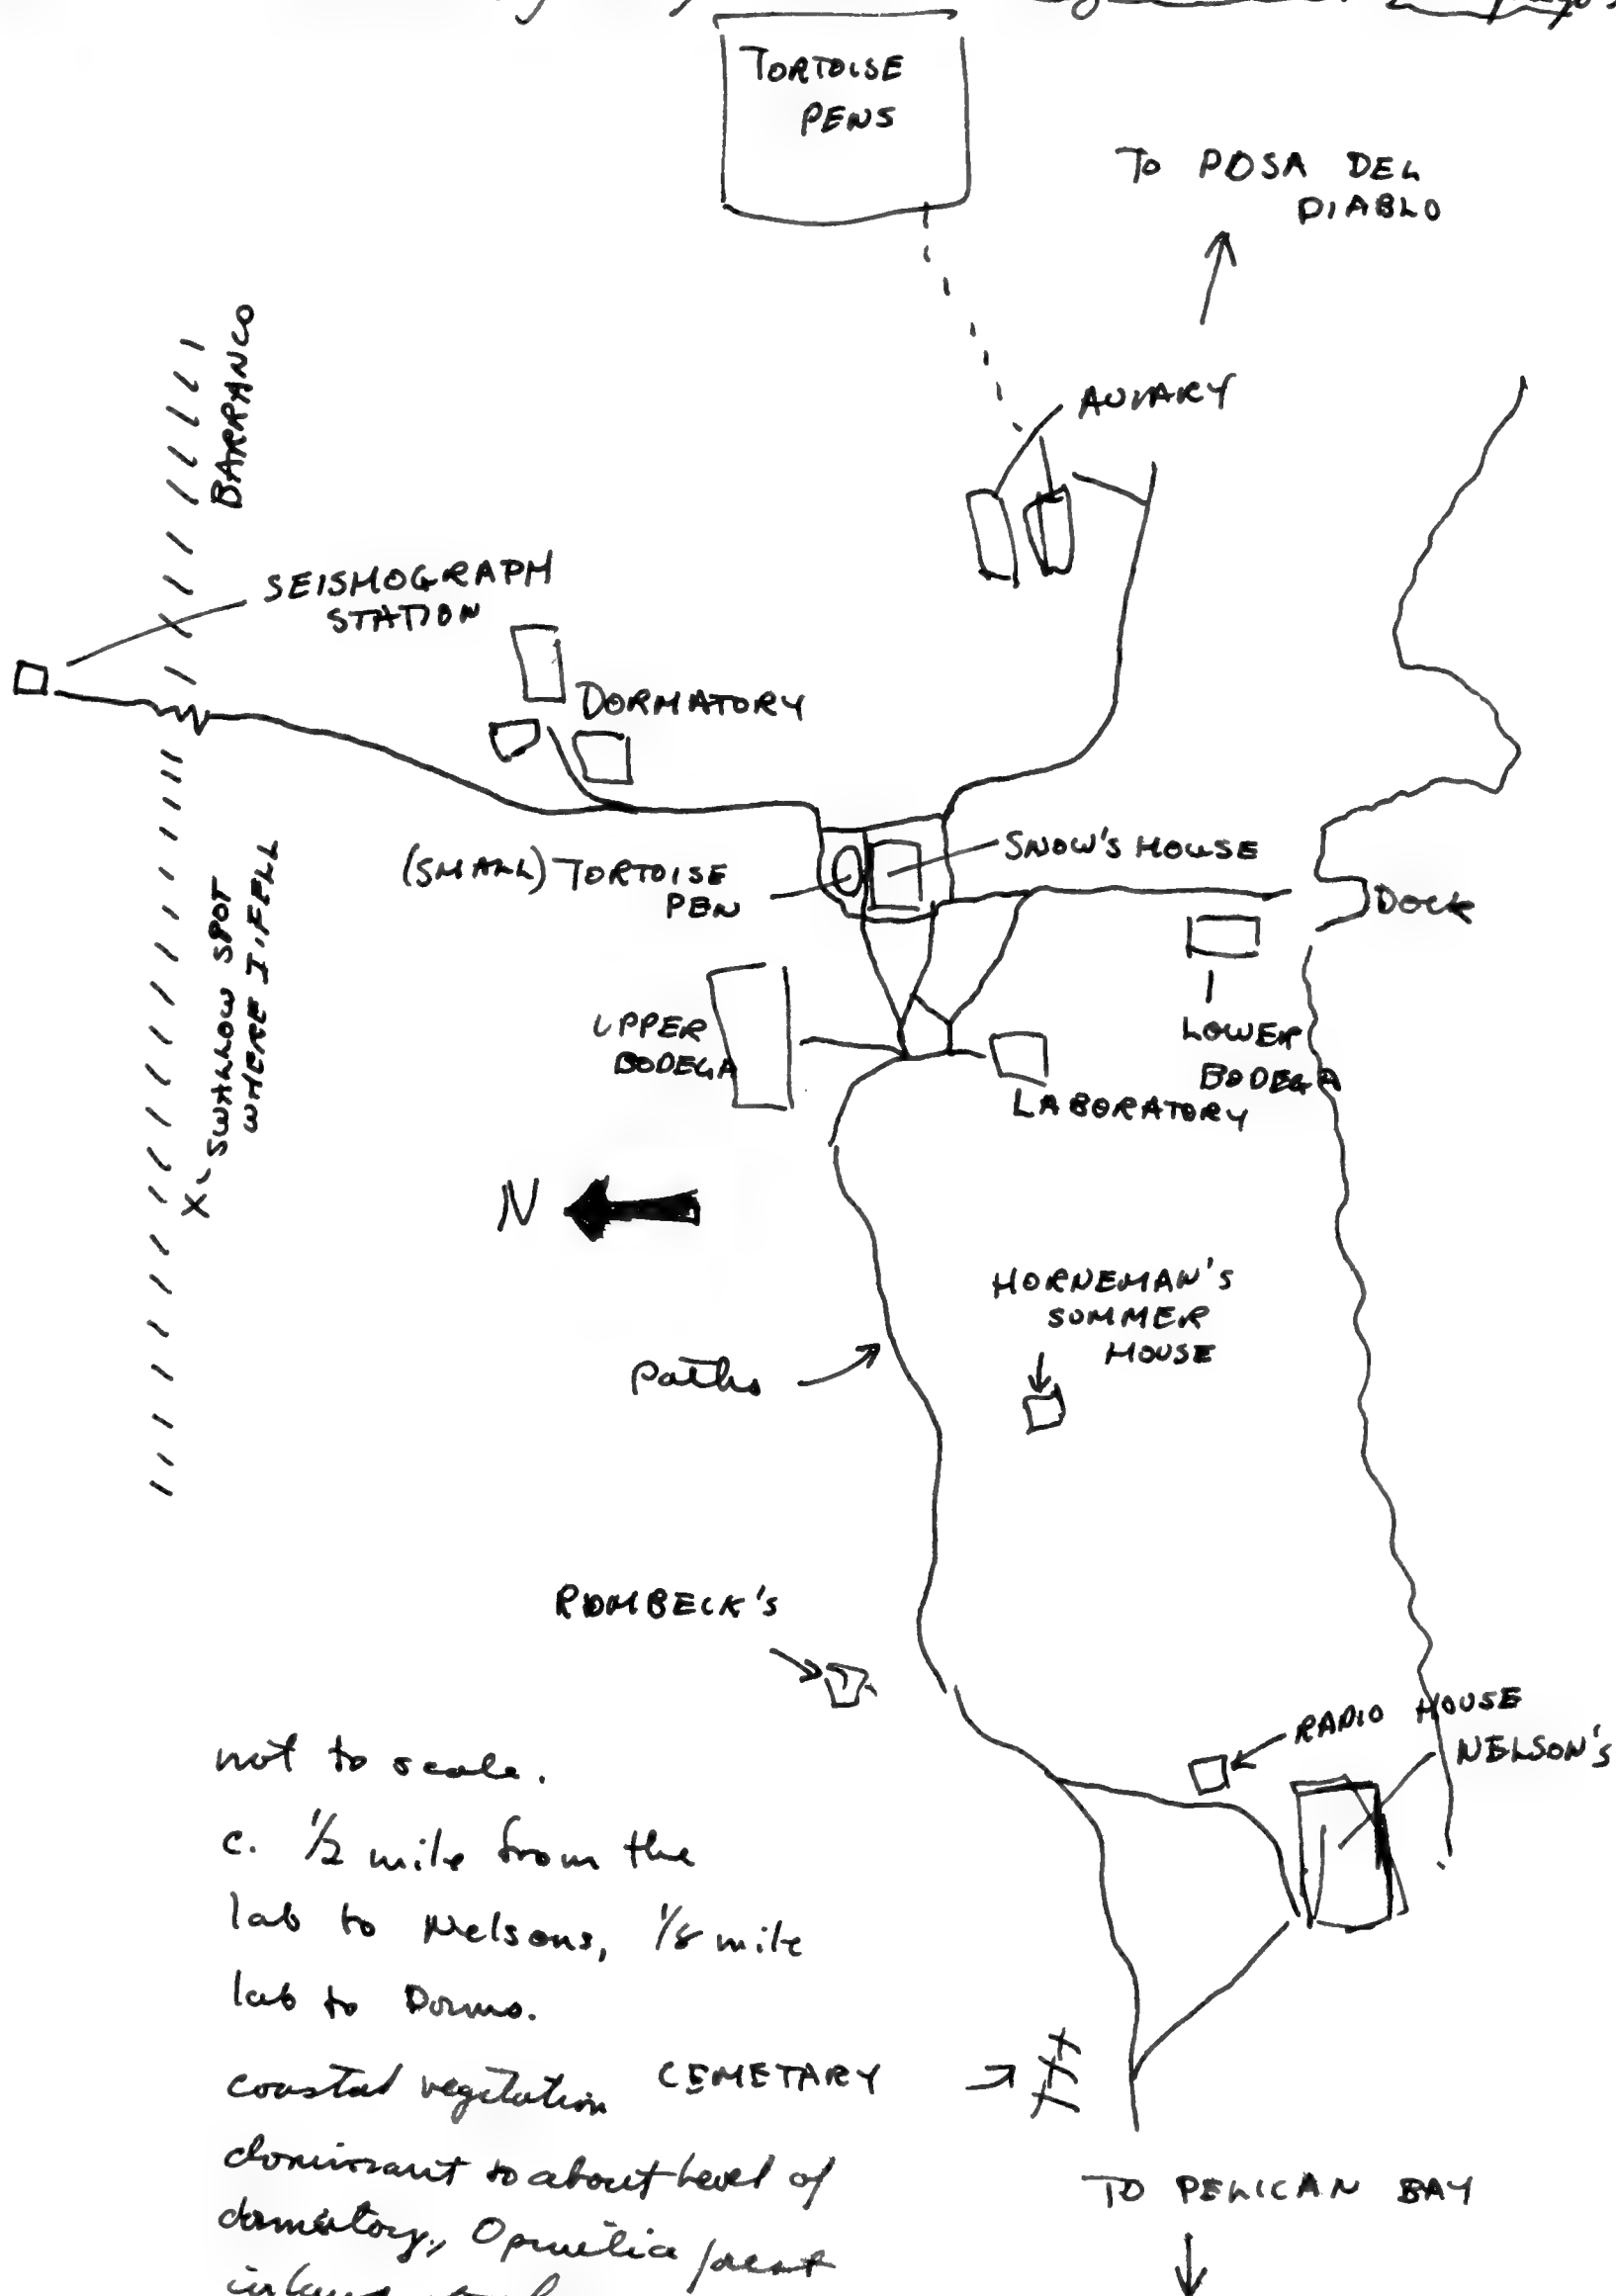 TORTOISE
PENS
TO POSA DEL
DIABLO
BARRANCO
AVIARY
SEISMOGRAPH
STATION
DORMATORY
SNOW'S HOUSE
(SMALL) TORTOISE
PEN
DOCK
SWALLOW SPOT
WHERE I FELL
UPPER
BODEGA
LOWER
BODEGA
LABORATORY
N
HORNEMAN'S
SUMMER
HOUSE
paths
ROMBECK'S
RADIO HOUSE
NELSON'S
not to scale.
c. 1/2 mile from the
lab to Nelsons, 1/8 mile
lab to Dorms.
CEMETARY
coastal vegetation
dominant to about level of
dormitory,
TO PELICAN BAY